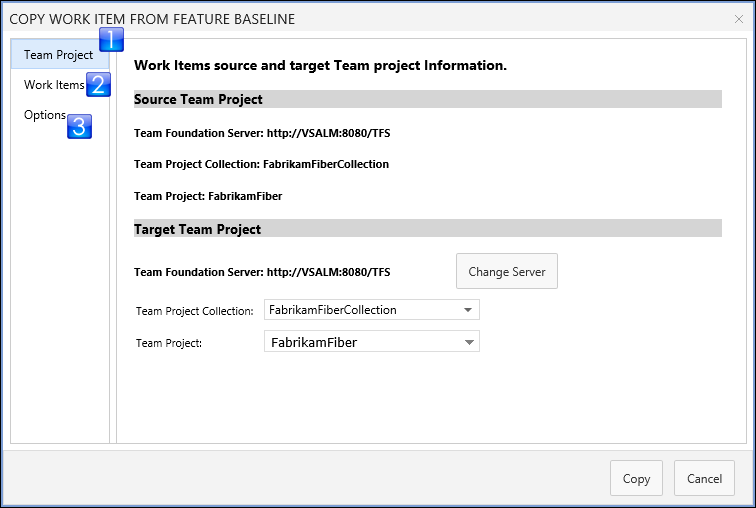 COPY WORK ITEM FROM FEATURE BASELINE
Team Project 1
Work Items 2
Options 3
Work Items source and target Team project Information.
Source Team Project
Team Foundation Server: http://VSALM:8080/TFS
Team Project Collection: FabrikamFiberCollection
Team Project: FabrikamFiber
Target Team Project
Team Foundation Server: http://VSALM:8080/TFS Change Server
Team Project Collection: FabrikamFiberCollection
Team Project: FabrikamFiber
Copy Cancel